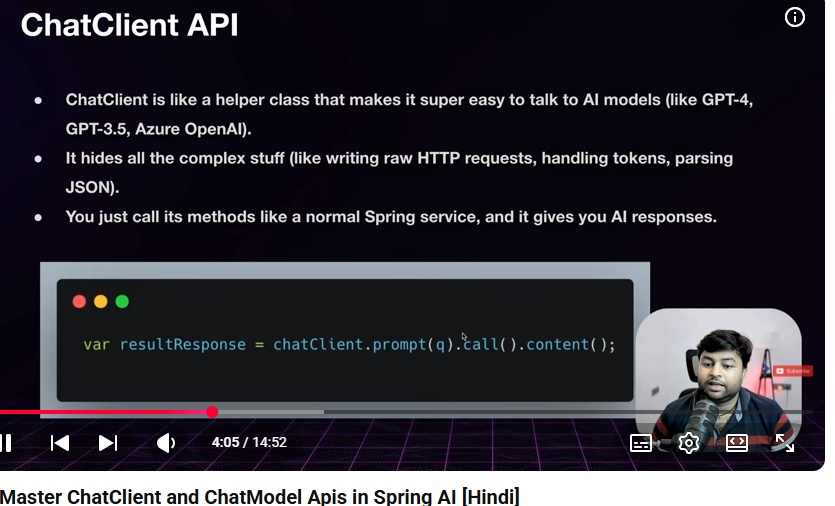 ChatClient API
● ChatClient is like a helper class that makes it super easy to talk to AI models (like GPT-4,
GPT-3.5, Azure OpenAI).
● It hides all the complex stuff (like writing raw HTTP requests, handling tokens, parsing
JSON).
● You just call its methods like a normal Spring service, and it gives you AI responses.
var resultResponse = chatClient.prompt(q).call().content();
Subscribe
4:05 / 14:52
Master ChatClient and ChatModel Apis in Spring AI [Hindi]